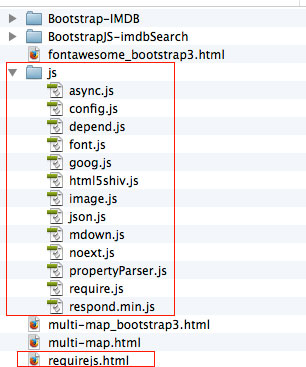 Bootstrap-IMDB
BootstrapJS-imdbSearch
fontawesome_bootstrap3.html
js
async.js
config.js
depend.js
font.js
goog.js
html5shiv.js
image.js
json.js
mdown.js
noext.js
propertyParser.js
require.js
respond.min.js
multi-map_bootstrap3.html
multi-map.html
requirejs.html